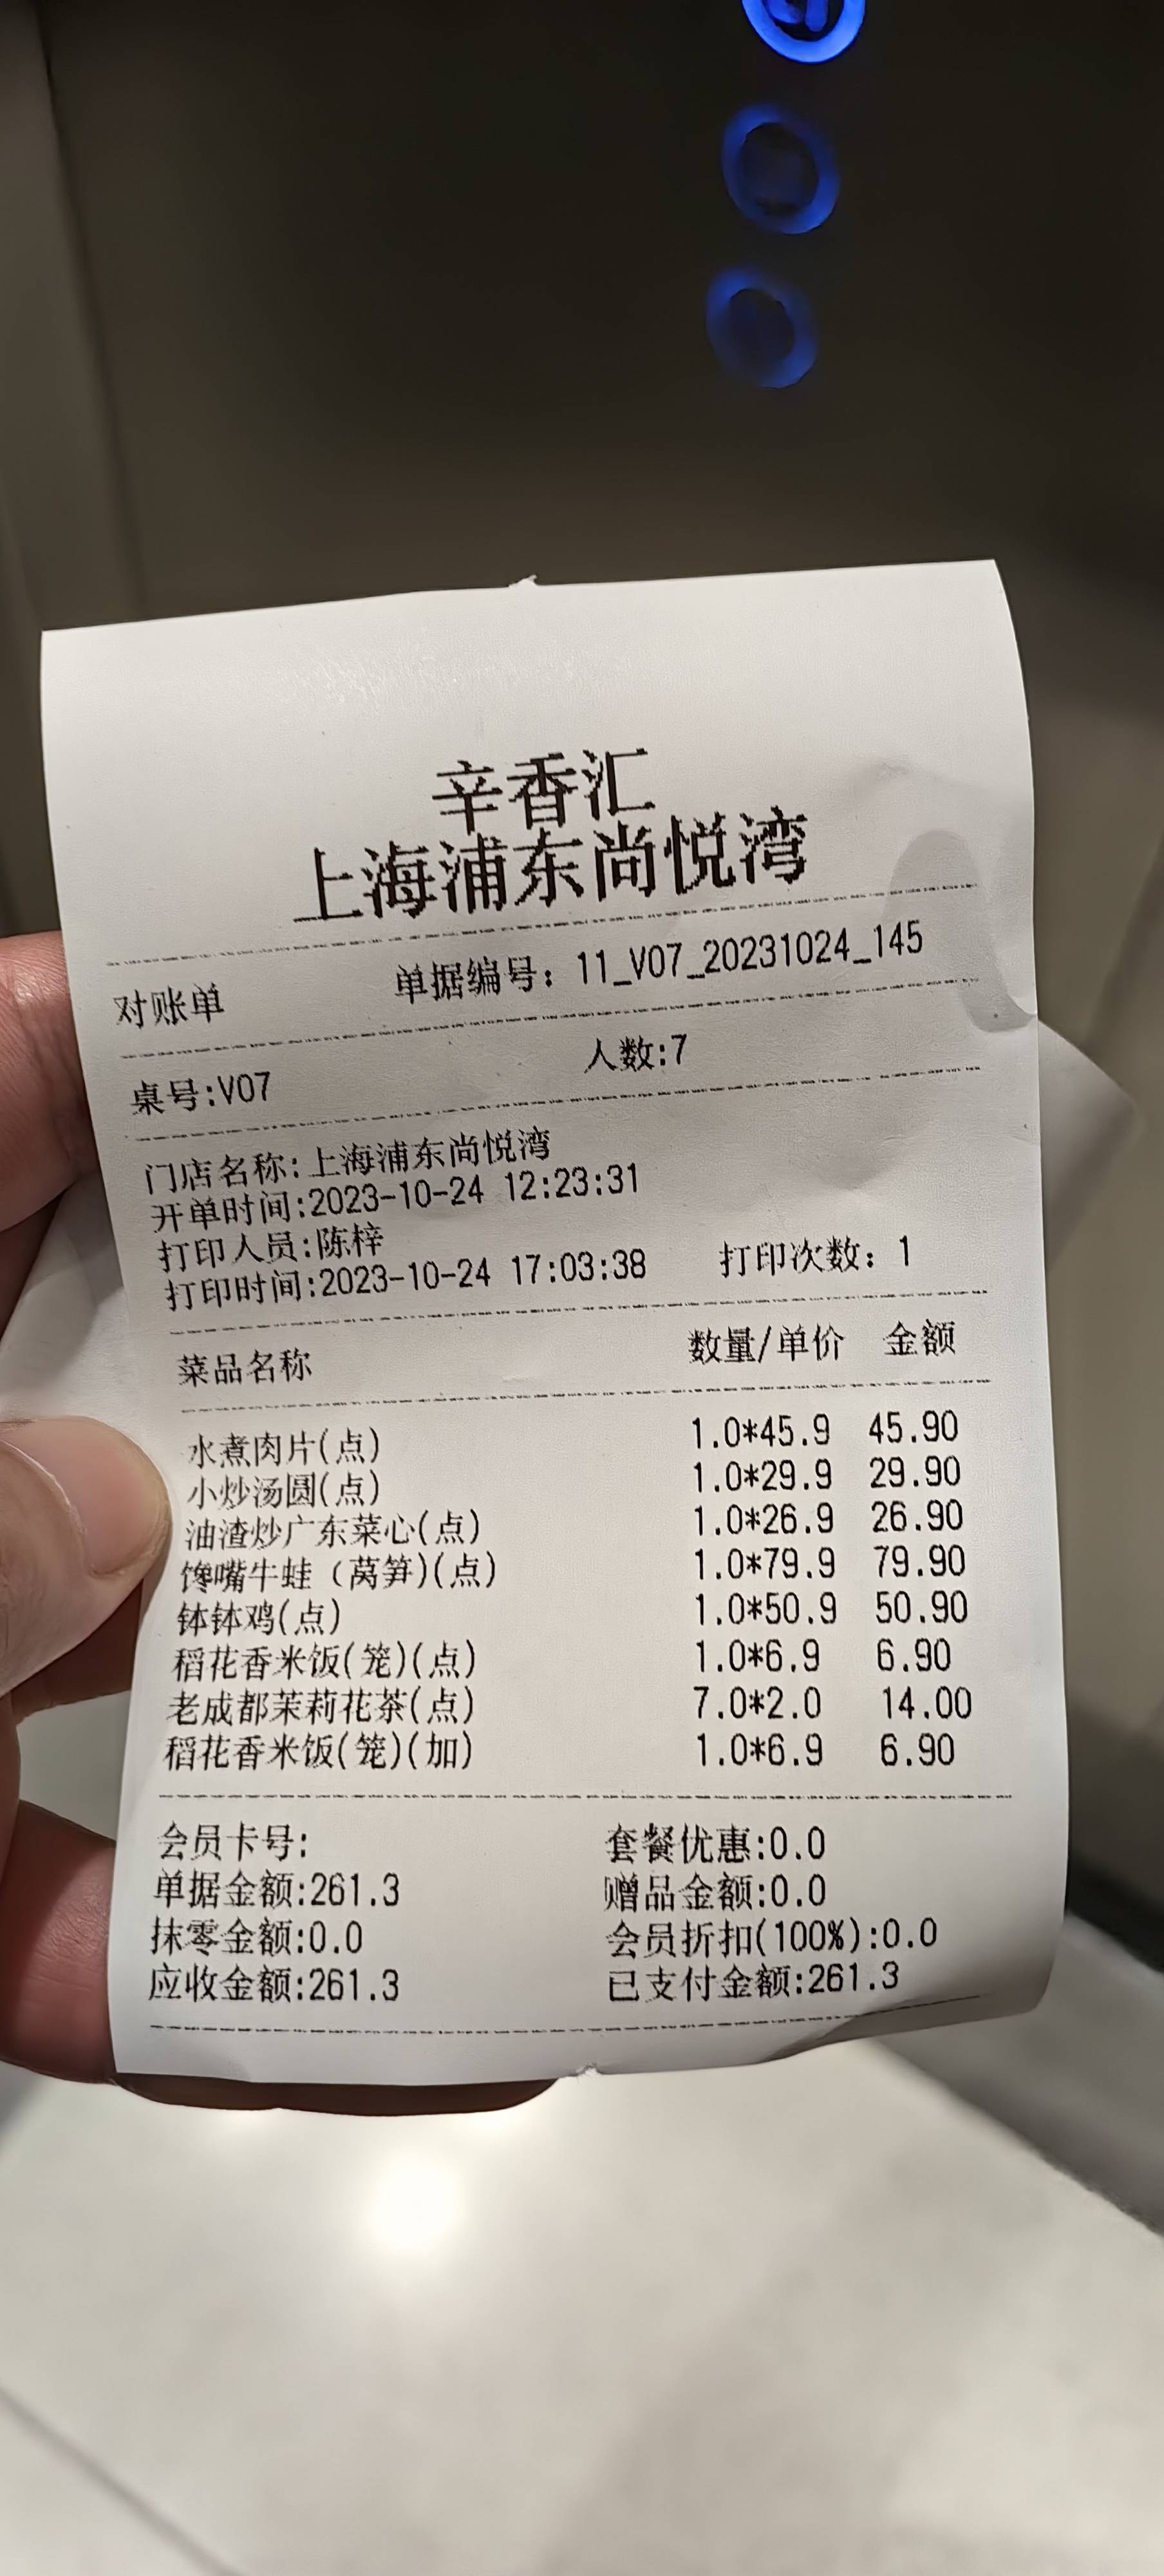 辛香汇
上海浦东尚悦湾
对账单 单据编号：11_V07_20231024_145
桌号:V07 人数:7
门店名称:上海浦东尚悦湾
开单时间:2023-10-24 12:23:31
打印人员:陈梓
打印时间:2023-10-24 17:03:38 打印次数：1
菜品名称 数量/单价 金额
水煮肉片(点) 1.0*45.9 45.90
小炒汤圆(点) 1.0*29.9 29.90
油渣炒广东菜心(点) 1.0*26.9 26.90
馋嘴牛蛙（莴笋)(点) 1.0*79.9 79.90
钵钵鸡(点) 1.0*50.9 50.90
稻花香米饭(笼)(点) 1.0*6.9 6.90
老成都茉莉花茶(点) 7.0*2.0 14.00
稻花香米饭(笼)(加) 1.0*6.9 6.90
会员卡号: 套餐优惠:0.0
单据金额:261.3 赠品金额:0.0
抹零金额:0.0 会员折扣(100%):0.0
应收金额:261.3 已支付金额:261.3